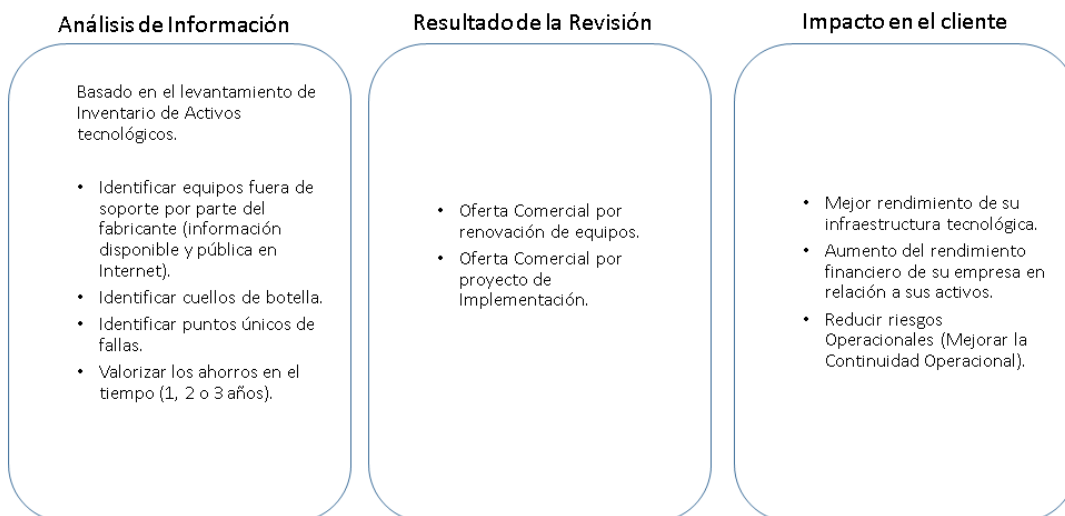 Análisis de Información
Basado en el levantamiento de
Inventario de Activos
tecnológicos.
• Identificar equipos fuera de
soporte por parte del
fabricante (información
disponible y pública en
Internet).
• Identificar cuellos de botella.
• Identificar puntos únicos de
fallas.
• Valorizar los ahorros en el
tiempo (1, 2 o 3 años).
Resultado de la Revisión
• Oferta Comercial por
renovación de equipos.
• Oferta Comercial por
proyecto de
Implementación.
Impacto en el cliente
• Mejor rendimiento de su
infraestructura tecnológica.
• Aumento del rendimiento
financiero de su empresa en
relación a sus activos.
• Reducir riesgos
Operacionales (Mejorar la
Continuidad Operacional).